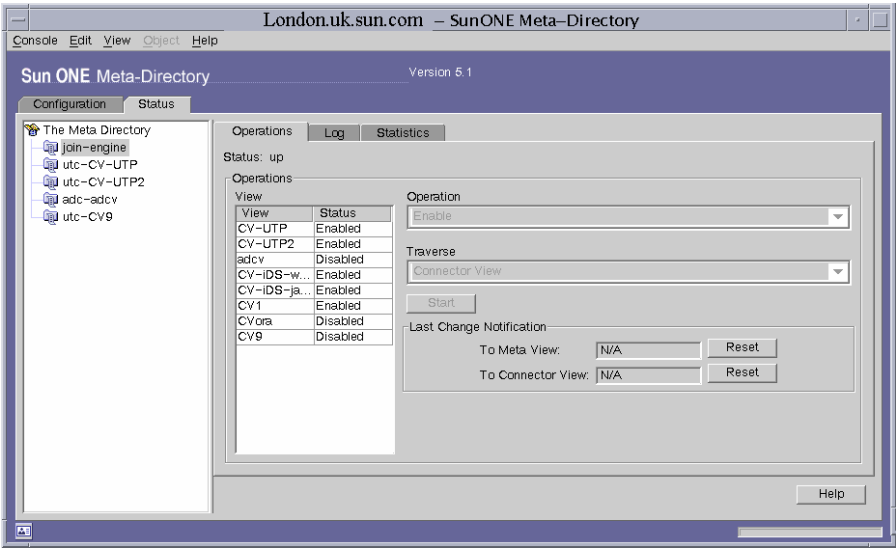 London.uk.sun.com – SunONE Meta-Directory
Console Edit View Object Help
Sun ONE Meta-Directory
Version 5.1
Configuration Status
The Meta Directory
join-engine
utc-CV-UTP
utc-CV-UTP2
adc-adcv
utc-CV9
Operations Log Statistics
Status: up
Operations
View
View Status
CV-UTP Enabled
CV-UTP2 Enabled
adcv Disabled
CV-iDS-w... Enabled
CV-iDS-ja... Enabled
CV1 Enabled
CVora Disabled
CV9 Disabled
Operation
Enable
Traverse
Connector View
Start
Last Change Notification
To Meta View: N/A Reset
To Connector View: N/A Reset
Help